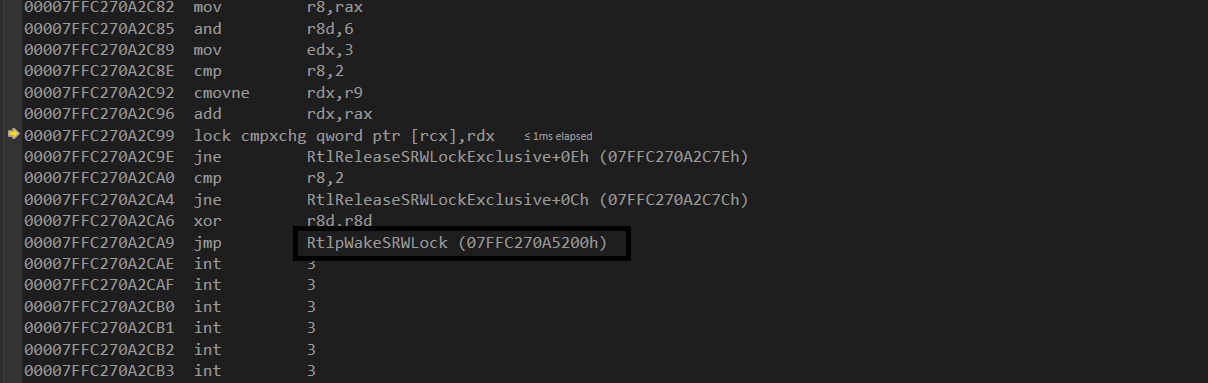 00007FFC270A2C82 mov r8,rax
00007FFC270A2C85 and r8d,6
00007FFC270A2C89 mov edx,3
00007FFC270A2C8E cmp r8,2
00007FFC270A2C92 cmovne rdx,r9
00007FFC270A2C96 add rdx,rax
00007FFC270A2C99 lock cmpxchg qword ptr [rcx],rdx ≤ 1ms elapsed
00007FFC270A2C9E jne RtlReleaseSRWLockExclusive+0Eh (07FFC270A2C7Eh)
00007FFC270A2CA0 cmp r8,2
00007FFC270A2CA4 jne RtlReleaseSRWLockExclusive+0Ch (07FFC270A2C7Ch)
00007FFC270A2CA6 xor r8d,r8d
00007FFC270A2CA9 jmp RtlpWakeSRWLock (07FFC270A5200h)
00007FFC270A2CAE int 3
00007FFC270A2CAF int 3
00007FFC270A2CB0 int 3
00007FFC270A2CB1 int 3
00007FFC270A2CB2 int 3
00007FFC270A2CB3 int 3